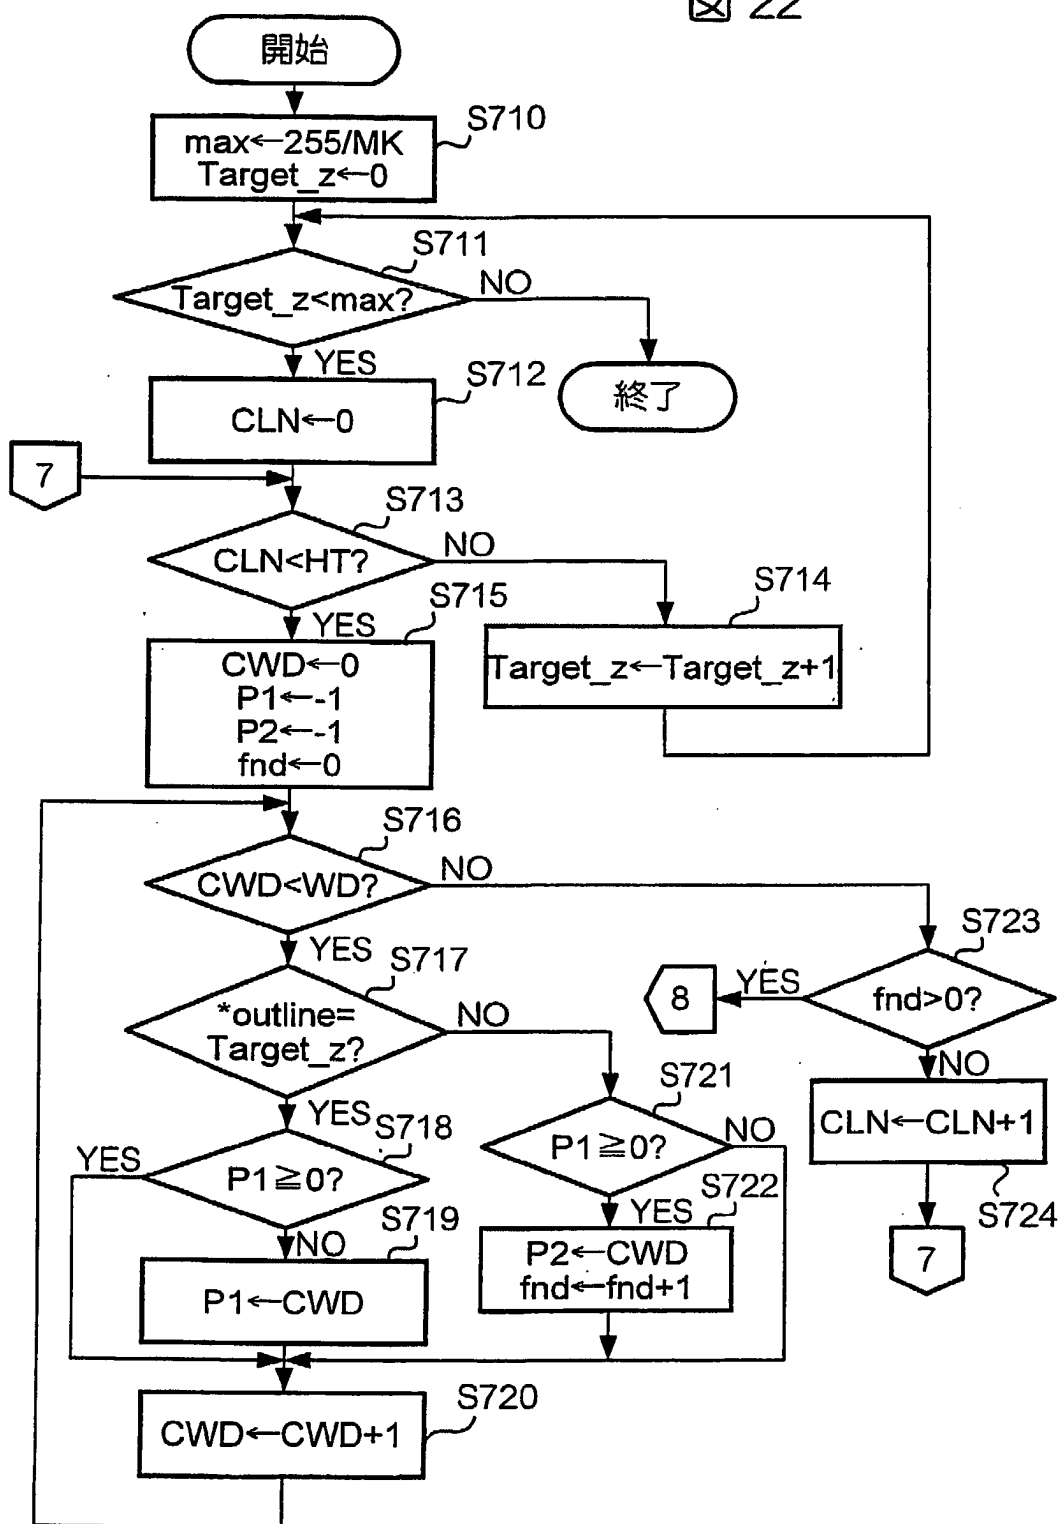 図 22
開始
S710
max←255/MK
Target_z←0
S711
Target_z<max?
NO
YES
S712
CLN←0
終了
7
S713
CLN<HT?
NO
YES
S714
Target_z←Target_z+1
S715
CWD←0
P1←-1
P2←-1
fnd←0
S716
CWD<WD?
NO
YES
S717
*outline=
Target_z?
NO
YES
S723
fnd>0?
YES
8
NO
S718
P1≧0?
YES
NO
S721
P1≧0?
NO
YES
CLN←CLN+1
S724
7
S719
P1←CWD
S722
P2←CWD
fnd←fnd+1
S720
CWD←CWD+1